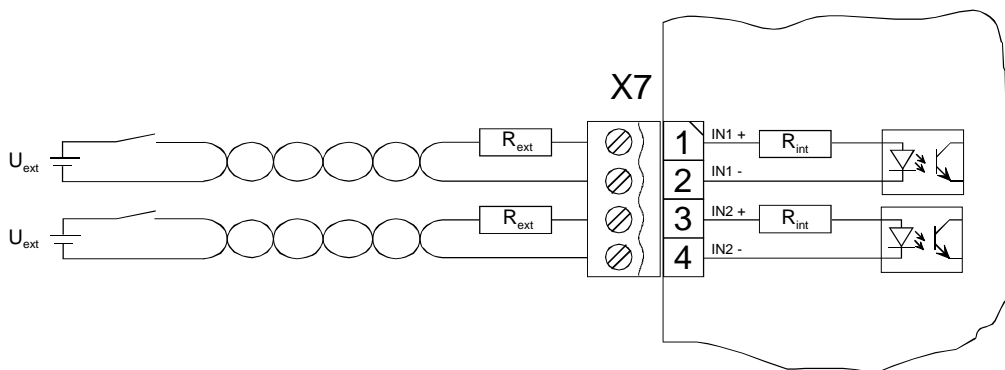 X7
U_ext
R_ext
1
IN1 +
R_int
2
IN1 -
U_ext
R_ext
3
IN2 +
R_int
4
IN2 -